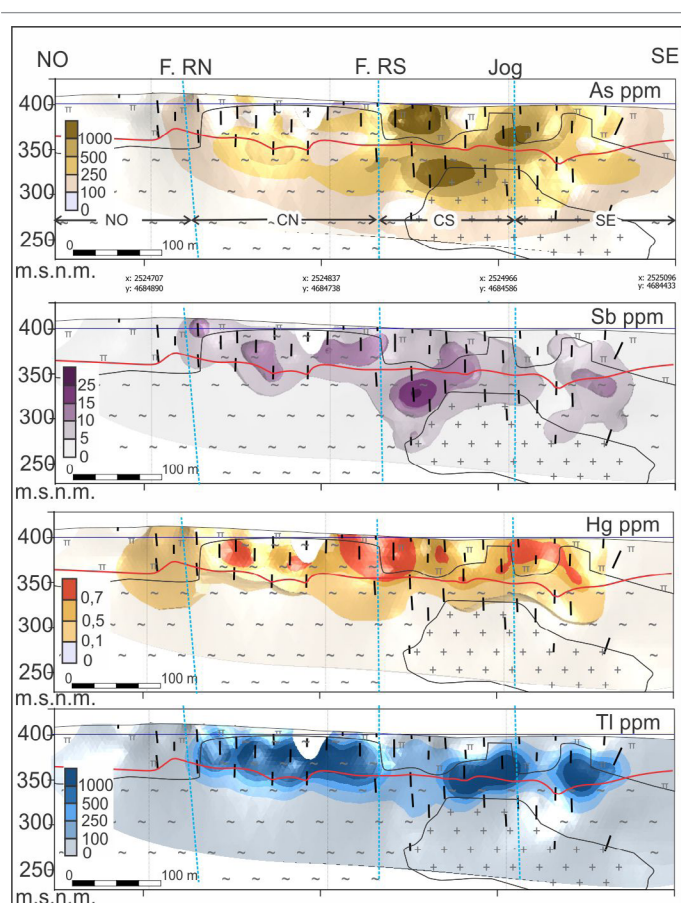 NO F. RN F. RS Jog SE
As ppm
400
350
300
250
m.s.n.m.
1000
500
250
100
0
NO CN CS SE
0 100 m
x: 2524707 x: 2524837 x: 2524966 x: 2525096
y: 4684890 y: 4684738 y: 4684586 y: 4684433
Sb ppm
400
350
300
250
m.s.n.m.
25
15
10
5
0
0 100 m
Hg ppm
400
350
300
250
m.s.n.m.
0,7
0,5
0,1
0
0 100 m
Tl ppm
400
350
300
250
m.s.n.m.
1000
500
250
100
0
0 100 m